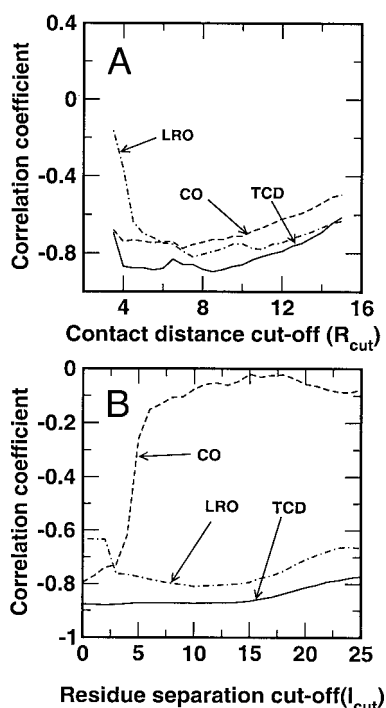 0.4
A
0
LRO
-0.4
CO
TCD
-0.8
4
8
12
16
Correlation coefficient
Contact distance cut-off (Rcut)
0
B
-0.2
CO
-0.4
LRO
TCD
-0.6
-0.8
-1
0
5
10
15
20
25
Correlation coefficient
Residue separation cut-off(lcut)